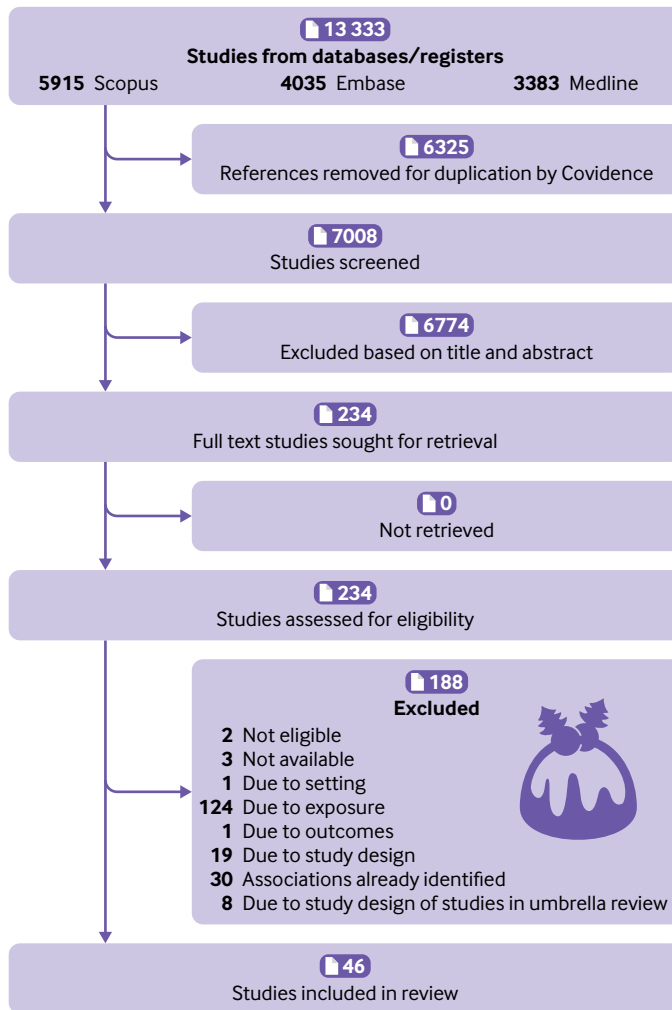 13 333
Studies from databases/registers
5915 Scopus 4035 Embase 3383 Medline
6325
References removed for duplication by Covidence
7008
Studies screened
6774
Excluded based on title and abstract
234
Full text studies sought for retrieval
0
Not retrieved
234
Studies assessed for eligibility
188
Excluded
2 Not eligible
3 Not available
1 Due to setting
124 Due to exposure
1 Due to outcomes
19 Due to study design
30 Associations already identified
8 Due to study design of studies in umbrella review
46
Studies included in review